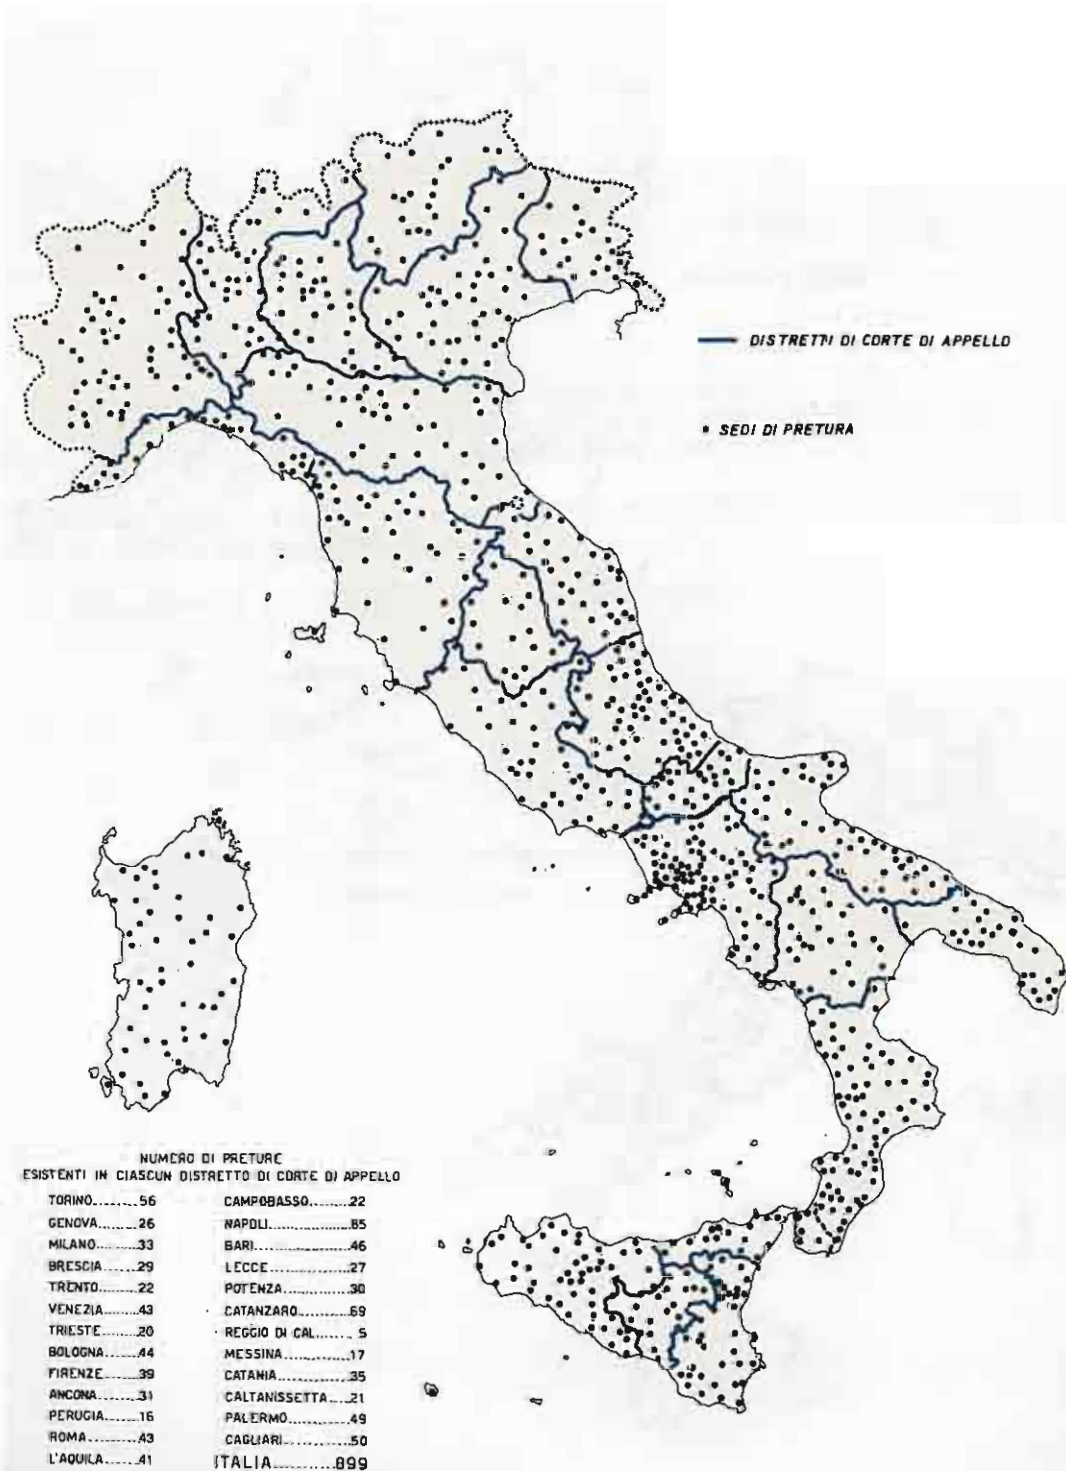 DISTRETTI DI CORTE DI APPELLO
SEDI DI PRETURA
NUMERO DI PRETURE
ESISTENTI IN CIASCUN DISTRETTO DI CORTE DI APPELLO
TORINO........56
GENOVA........26
MILANO........33
BRESCIA.......29
TRENTO........22
VENEZIA.......43
TRIESTE.......20
BOLOGNA.......44
FIRENZE.......39
ANCONA........31
PERUGIA.......16
ROMA..........43
L'AQUILA......41
CAMPOBASSO.......22
NAPOLI...........85
BARI.............46
LECCE............27
POTENZA..........30
CATANZARO........69
REGGIO DI CAL.......5
MESSINA..........17
CATANIA..........35
CALTANISSETTA....21
PALERMO..........49
CAGLIARI.........50
ITALIA...........899